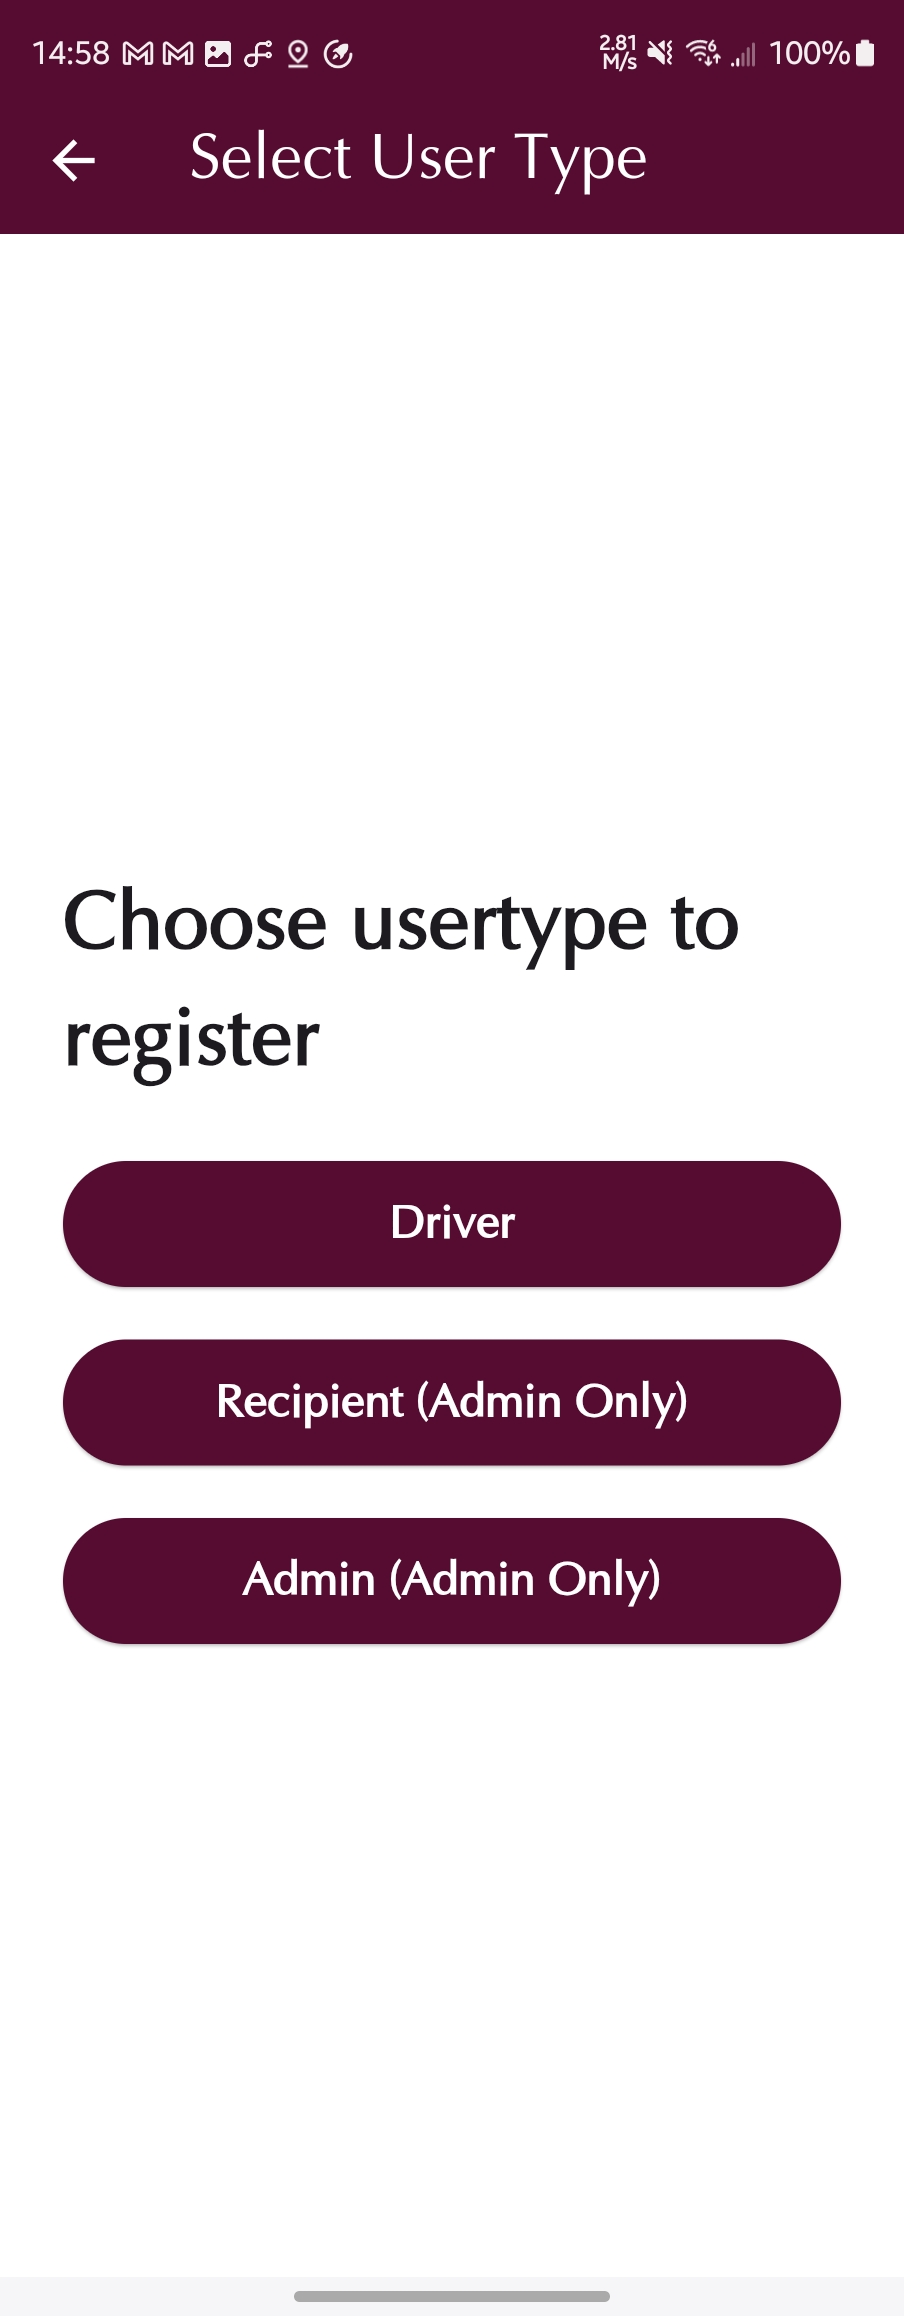 14:58
2.81
M/s
6
100%
Select User Type
Choose usertype to
register
Driver
Recipient (Admin Only)
Admin (Admin Only)